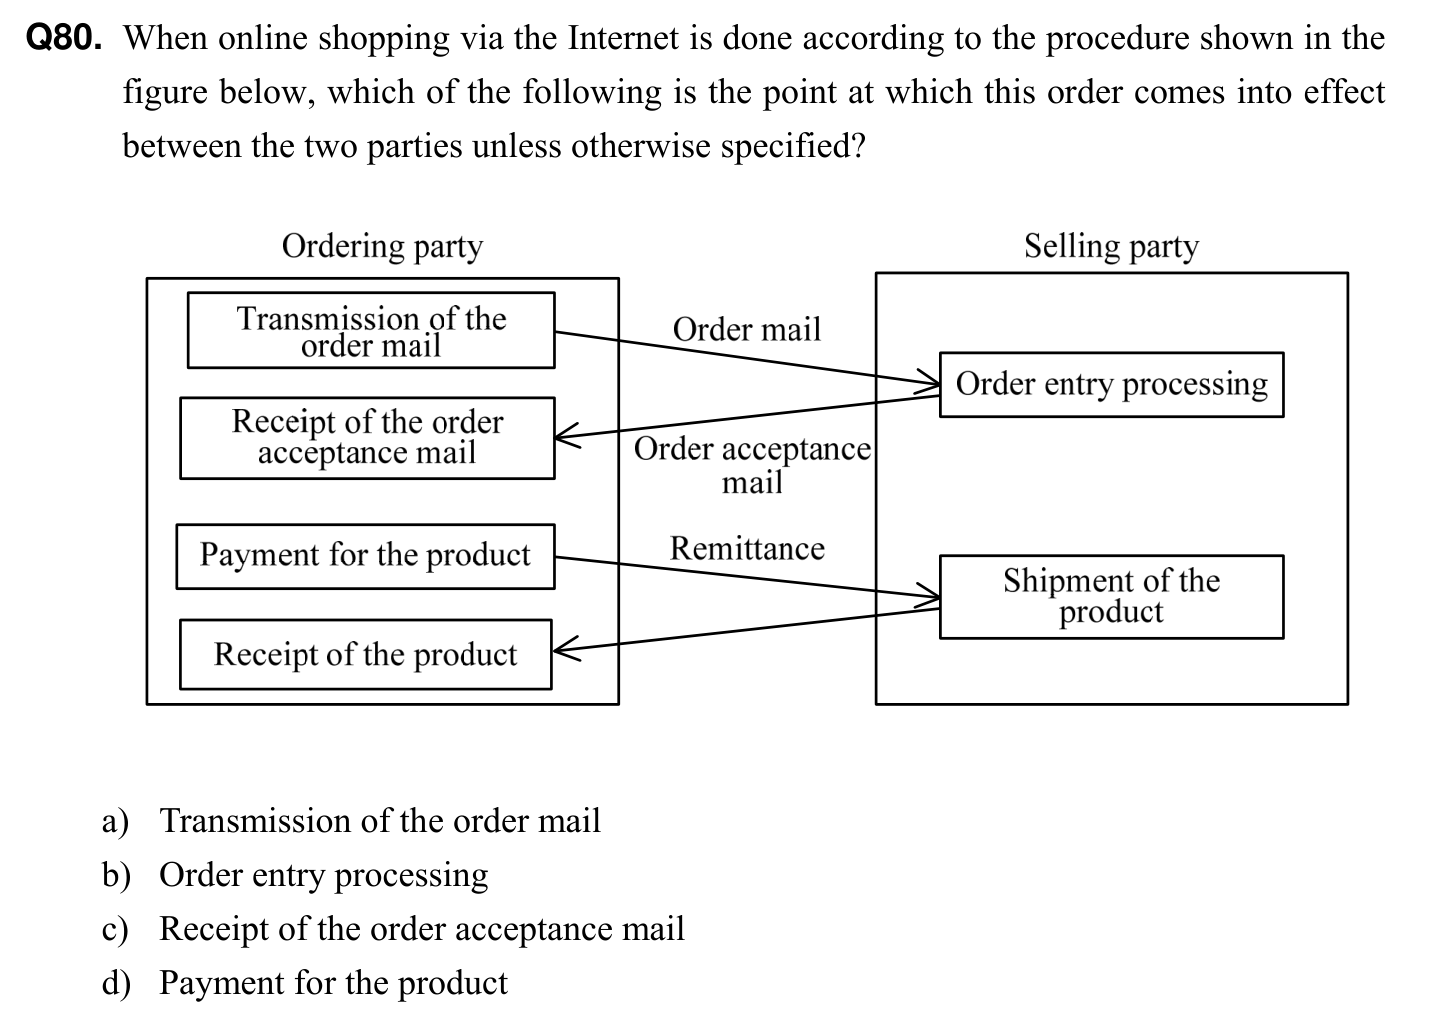 Q80. When online shopping via the Internet is done according to the procedure shown in the
figure below, which of the following is the point at which this order comes into effect
between the two parties unless otherwise specified?
Ordering party
Selling party
Transmission of the
order mail
Order mail
Order entry processing
Receipt of the order
acceptance mail
Order acceptance
mail
Payment for the product
Remittance
Shipment of the
product
Receipt of the product
a) Transmission of the order mail
b) Order entry processing
c) Receipt of the order acceptance mail
d) Payment for the product